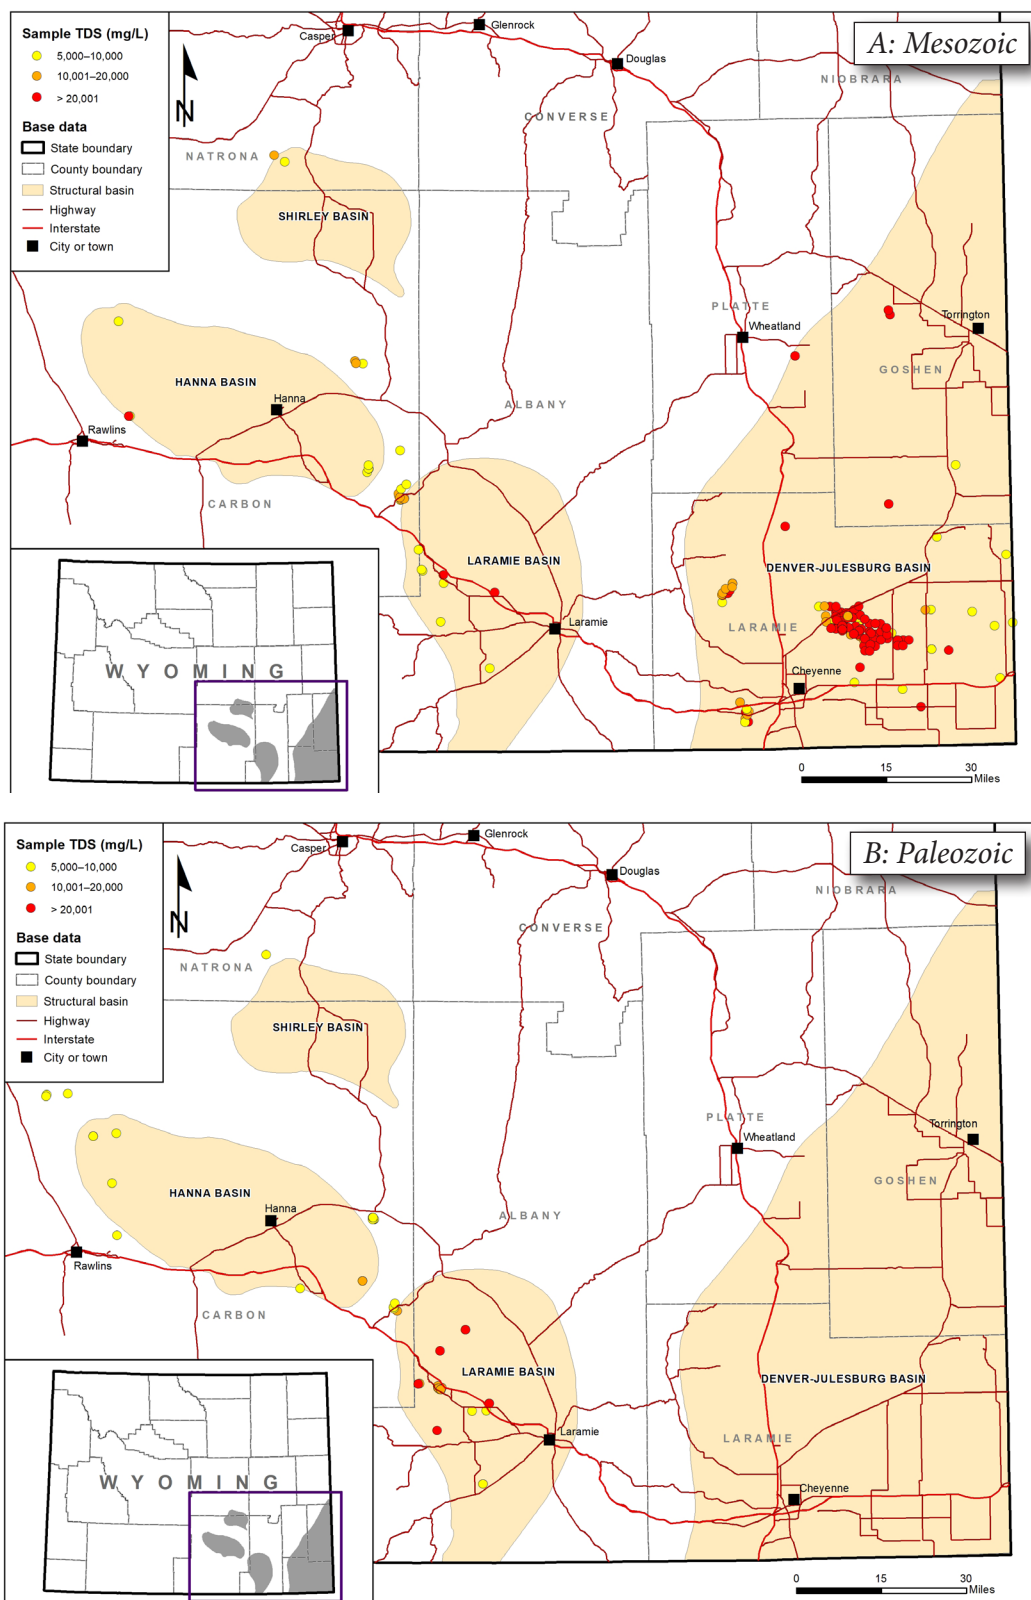 A: Mesozoic
Sample TDS (mg/L)
5,000–10,000
10,001–20,000
> 20,001
Base data
State boundary
County boundary
Structural basin
Highway
Interstate
City or town
N
Casper
Glenrock
Douglas
NIOBRARA
CONVERSE
NATRONA
SHIRLEY BASIN
PLATTE
Wheatland
Torrington
GOSHEN
HANNA BASIN
Hanna
ALBANY
Rawlins
CARBON
LARAMIE BASIN
DENVER-JULESBURG BASIN
Laramie
LARAMIE
Cheyenne
WYOMING
0 15 30
Miles
B: Paleozoic
Sample TDS (mg/L)
5,000–10,000
10,001–20,000
> 20,001
Base data
State boundary
County boundary
Structural basin
Highway
Interstate
City or town
N
Casper
Glenrock
Douglas
NIOBRARA
CONVERSE
NATRONA
SHIRLEY BASIN
PLATTE
Wheatland
Torrington
GOSHEN
HANNA BASIN
Hanna
ALBANY
Rawlins
CARBON
LARAMIE BASIN
DENVER-JULESBURG BASIN
Laramie
LARAMIE
Cheyenne
WYOMING
0 15 30
Miles